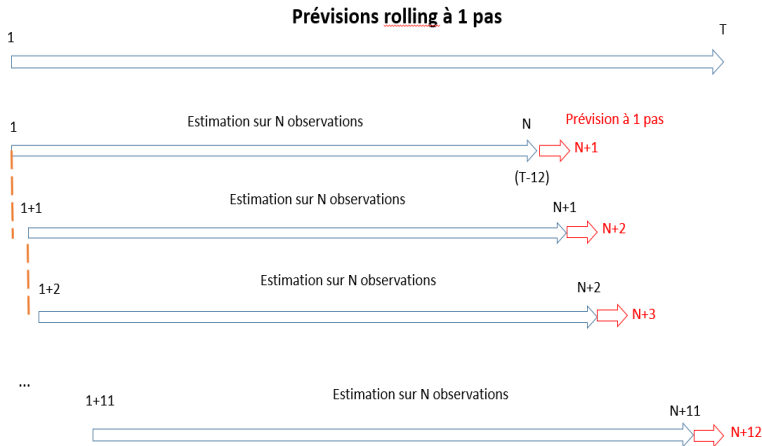 Prévisions rolling à 1 pas
1
T
Estimation sur N observations
Prévision à 1 pas
1
N
N+1
(T-12)
Estimation sur N observations
1+1
N+1
N+2
Estimation sur N observations
1+2
N+2
N+3
...
Estimation sur N observations
1+11
N+11
N+12